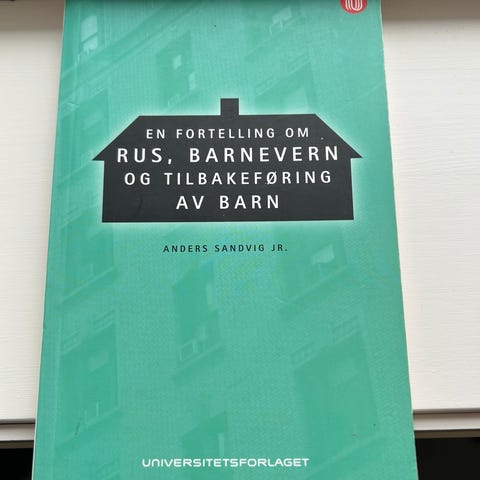 EN FORTELLING OM
RUS, BARNEVERN
OG TILBAKEFØRING
AV BARN
ANDERS SANDVIG JR.
UNIVERSITETSFORLAGET